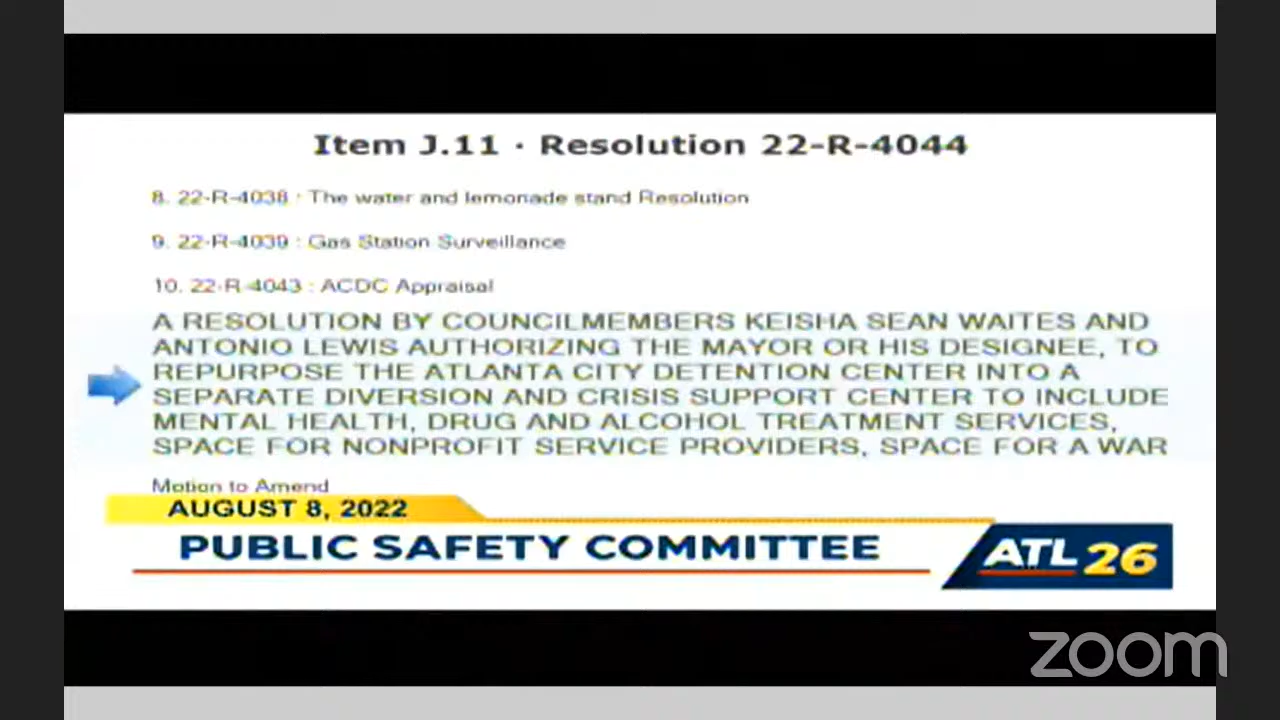 Item J.11 · Resolution 22-R-4044
8. 22-R-4038 : The water and lemonade stand Resolution
9. 22-R-4039 : Gas Station Surveillance
10. 22-R-4043 : ACDC Appraisal
A RESOLUTION BY COUNCILMEMBERS KEISHA SEAN WAITES AND
ANTONIO LEWIS AUTHORIZING THE MAYOR OR HIS DESIGNEE, TO
REPURPOSE THE ATLANTA CITY DETENTION CENTER INTO A
SEPARATE DIVERSION AND CRISIS SUPPORT CENTER TO INCLUDE
MENTAL HEALTH, DRUG AND ALCOHOL TREATMENT SERVICES,
SPACE FOR NONPROFIT SERVICE PROVIDERS, SPACE FOR A WAR
Motion to Amend
AUGUST 8, 2022
PUBLIC SAFETY COMMITTEE
ATL 26
zoom